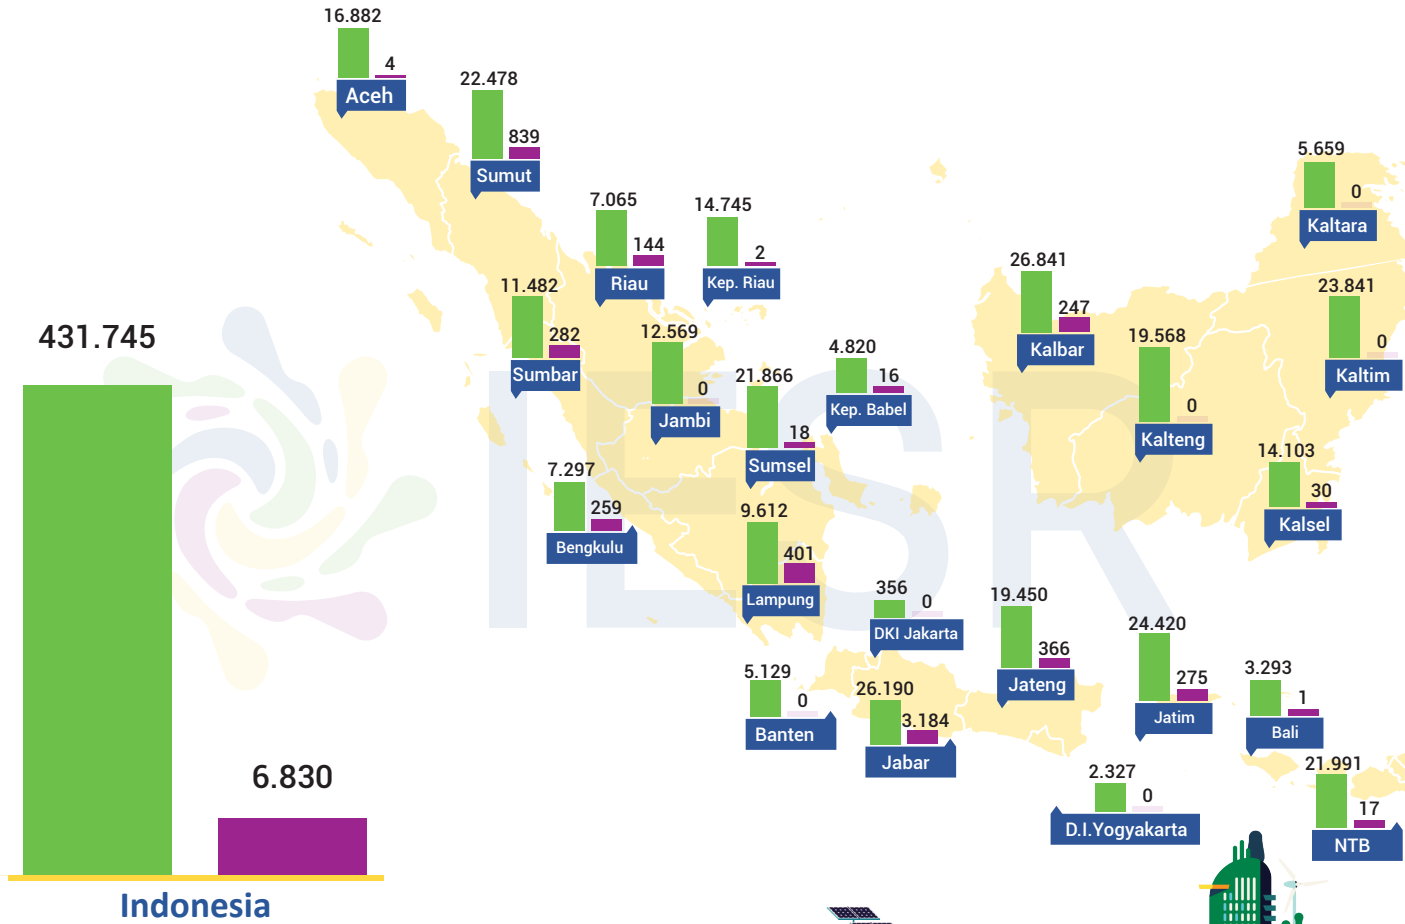 16.882
4
Aceh
22.478
839
Sumut
7.065
144
Riau
14.745
2
Kep. Riau
5.659
0
Kaltara
11.482
282
Sumbar
12.569
0
Jambi
26.841
247
Kalbar
19.568
0
Kalteng
23.841
0
Kaltim
431.745
6.830
Indonesia
21.866
18
Sumsel
4.820
16
Kep. Babel
14.103
30
Kalsel
7.297
259
Bengkulu
9.612
401
Lampung
356
0
DKI Jakarta
19.450
366
Jateng
24.420
275
Jatim
3.293
1
Bali
5.129
0
Banten
26.190
3.184
Jabar
2.327
0
D.I.Yogyakarta
21.991
17
NTB
IESR